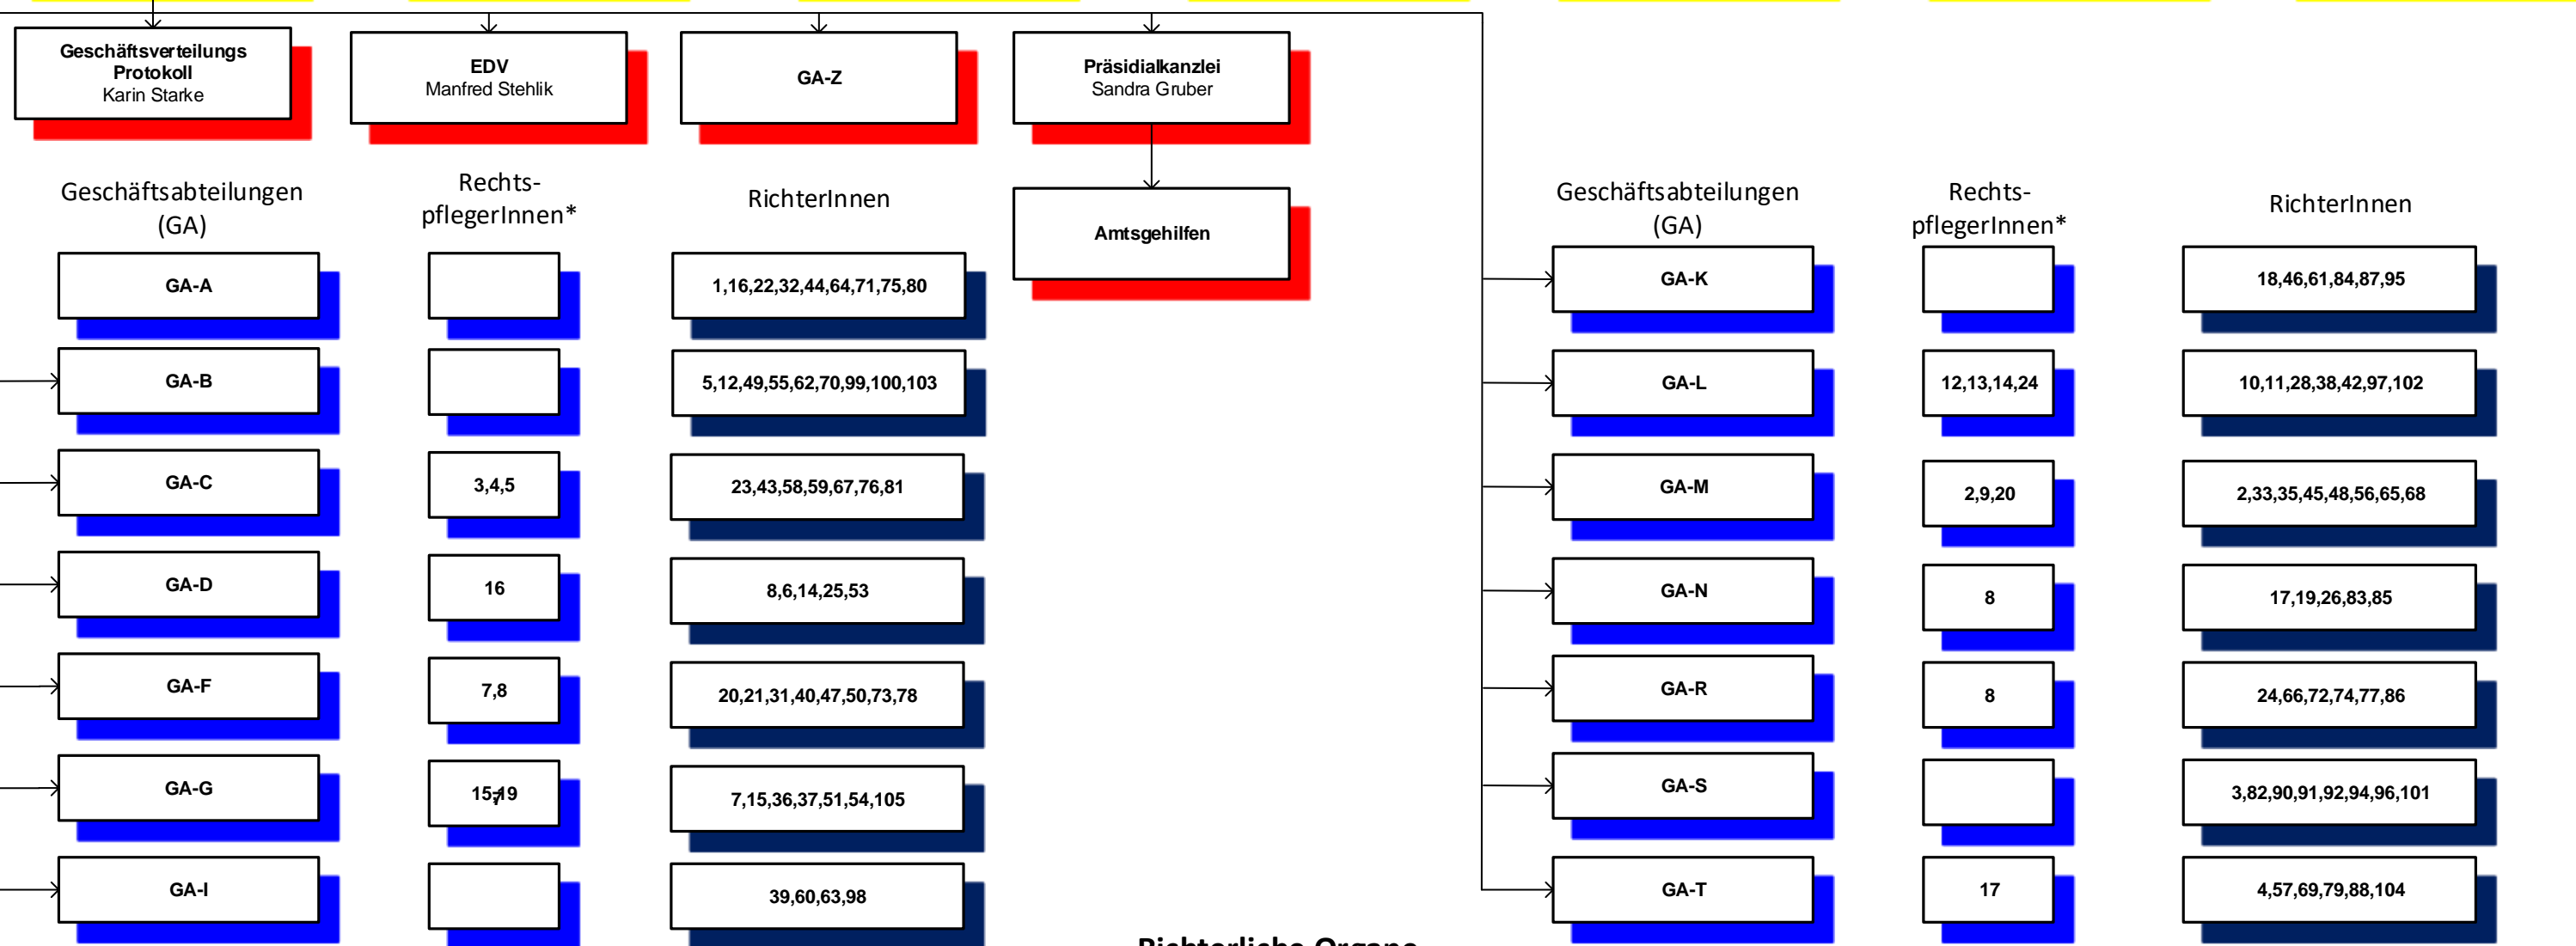 Geschäftsverteilungs
Protokoll
Karin Starke
EDV
Manfred Stehlik
GA-Z
Präsidialkanzlei
Sandra Gruber
Amtsgehilfen
Geschäftsabteilungen
(GA)
Rechts-
pflegerInnen*
RichterInnen
GA-A
1,16,22,32,44,64,71,75,80
GA-B
5,12,49,55,62,70,99,100,103
GA-C
3,4,5
23,43,58,59,67,76,81
GA-D
16
8,6,14,25,53
GA-F
7,8
20,21,31,40,47,50,73,78
GA-G
7,15,36,37,51,54,105
GA-I
39,60,63,98
Geschäftsabteilungen
(GA)
Rechts-
pflegerInnen*
RichterInnen
GA-K
18,46,61,84,87,95
GA-L
12,13,14,24
10,11,28,38,42,97,102
GA-M
2,9,20
2,33,35,45,48,56,65,68
GA-N
8
17,19,26,83,85
GA-R
8
24,66,72,74,77,86
GA-S
3,82,90,91,92,94,96,101
GA-T
17
4,57,69,79,88,104
Richterliche Organe